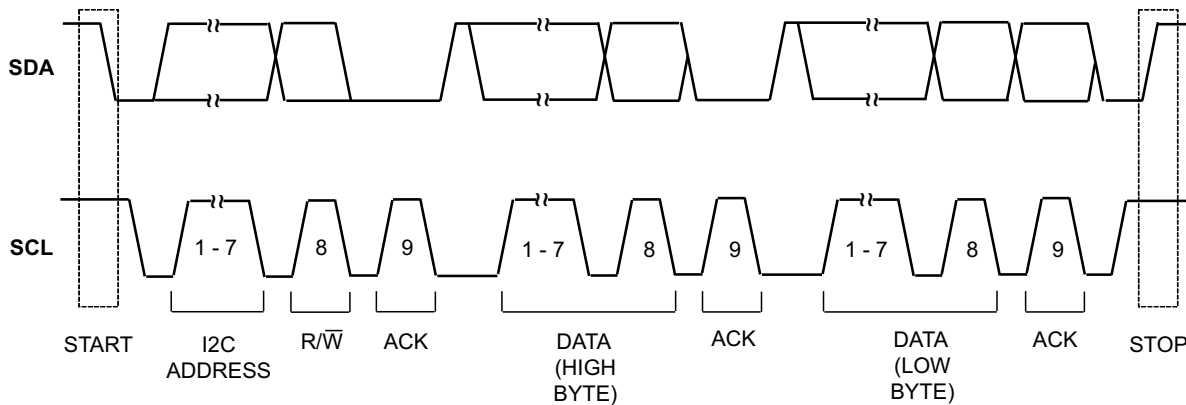 SDA
SCL
1 - 7
8
9
1 - 7
8
9
1 - 7
8
9
START
I2C
ADDRESS
R/W̅
ACK
DATA
(HIGH
BYTE)
ACK
DATA
(LOW
BYTE)
ACK
STOP